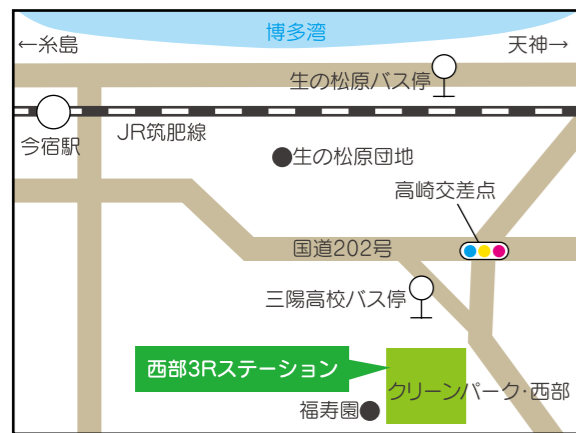 博多湾
←糸島
天神→
生の松原バス停
JR筑肥線
今宿駅
生の松原団地
高崎交差点
国道202号
三陽高校バス停
西部3Rステーション
クリーンパーク・西部
福寿園